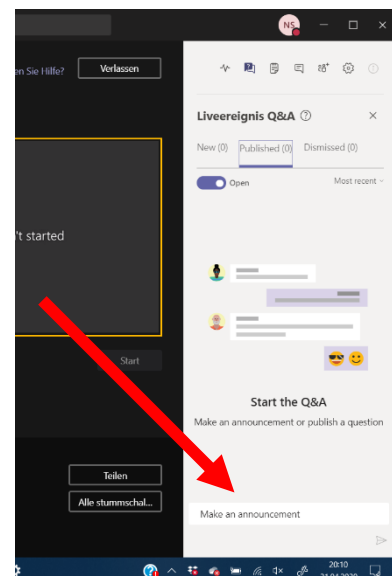 NS
en Sie Hilfe?
Verlassen
Liveereignis Q&A
New (0) Published (0) Dismissed (0)
Open
Most recent
't started
Start
Start the Q&A
Make an announcement or publish a question
Teilen
Make an announcement
Alle stummschal...
20:10